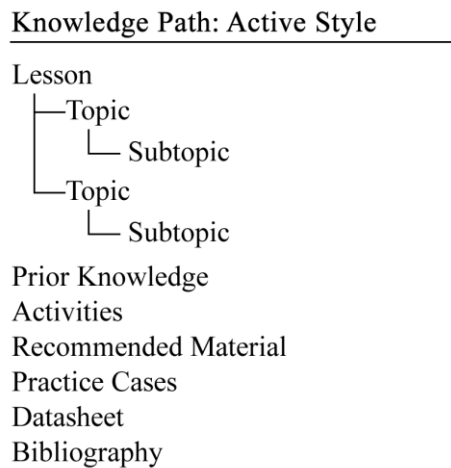 Knowledge Path: Active Style
Lesson
Topic
Subtopic
Topic
Subtopic
Prior Knowledge
Activities
Recommended Material
Practice Cases
Datasheet
Bibliography